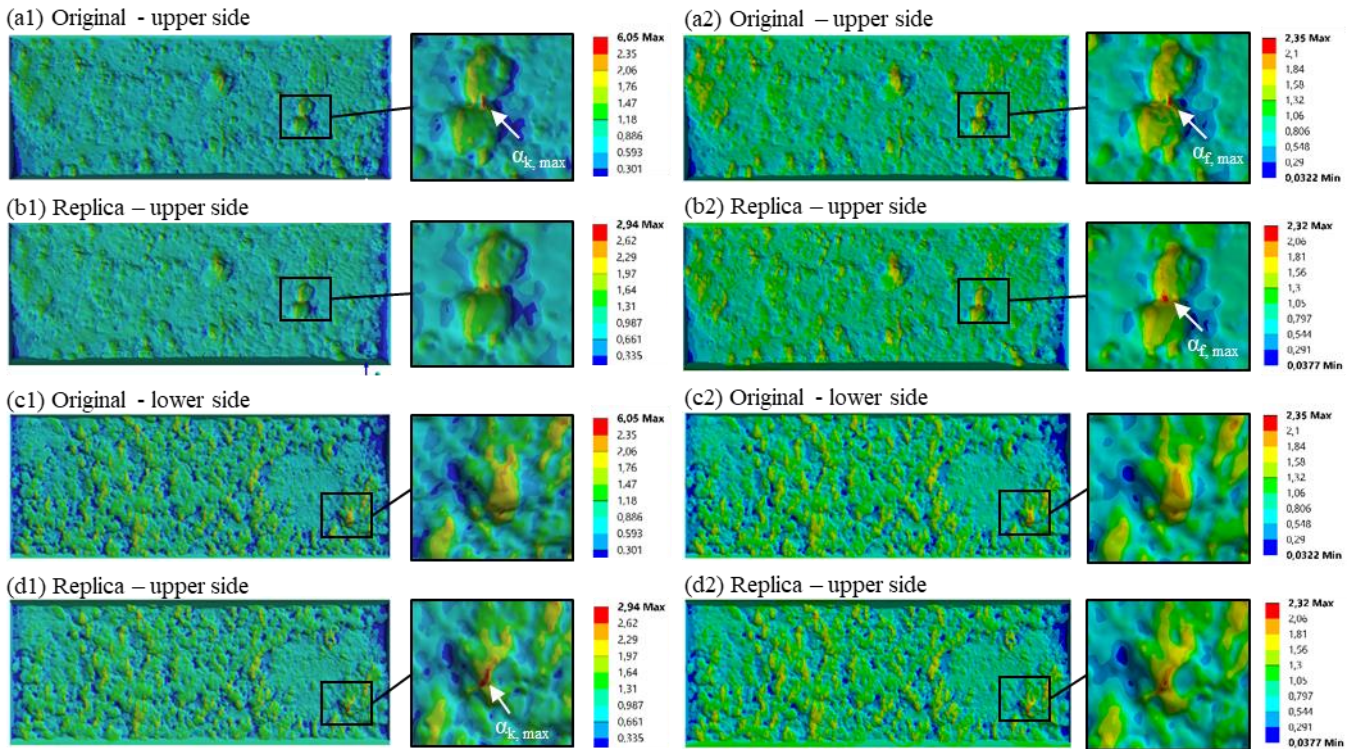 (a1) Original - upper side
6,05 Max
2.35
2,06
1,76
1,47
1,18
0,886
0,593
0.301
αk, max
(a2) Original – upper side
2,35 Max
2,1
1,84
1,58
1,32
1,06
0,806
0,548
0,29
0,0322 Min
αf, max
(b1) Replica – upper side
2,94 Max
2,62
2,29
1,97
1,64
1,31
0,987
0,661
0,335
(b2) Replica – upper side
2,32 Max
2,06
1,81
1,56
1,3
1,05
0,797
0,544
0,291
0,0377 Min
αf, max
(c1) Original - lower side
6,05 Max
2.35
2,06
1,76
1,47
1,18
0,886
0,593
0.301
(c2) Original - lower side
2,35 Max
2,1
1,84
1,58
1,32
1,06
0,806
0,548
0,29
0,0322 Min
(d1) Replica – upper side
2,94 Max
2,62
2,29
1,97
1,64
1,31
0,987
0,661
0,335
αk, max
(d2) Replica – upper side
2,32 Max
2,06
1,81
1,56
1,3
1,05
0,797
0,544
0,291
0,0377 Min